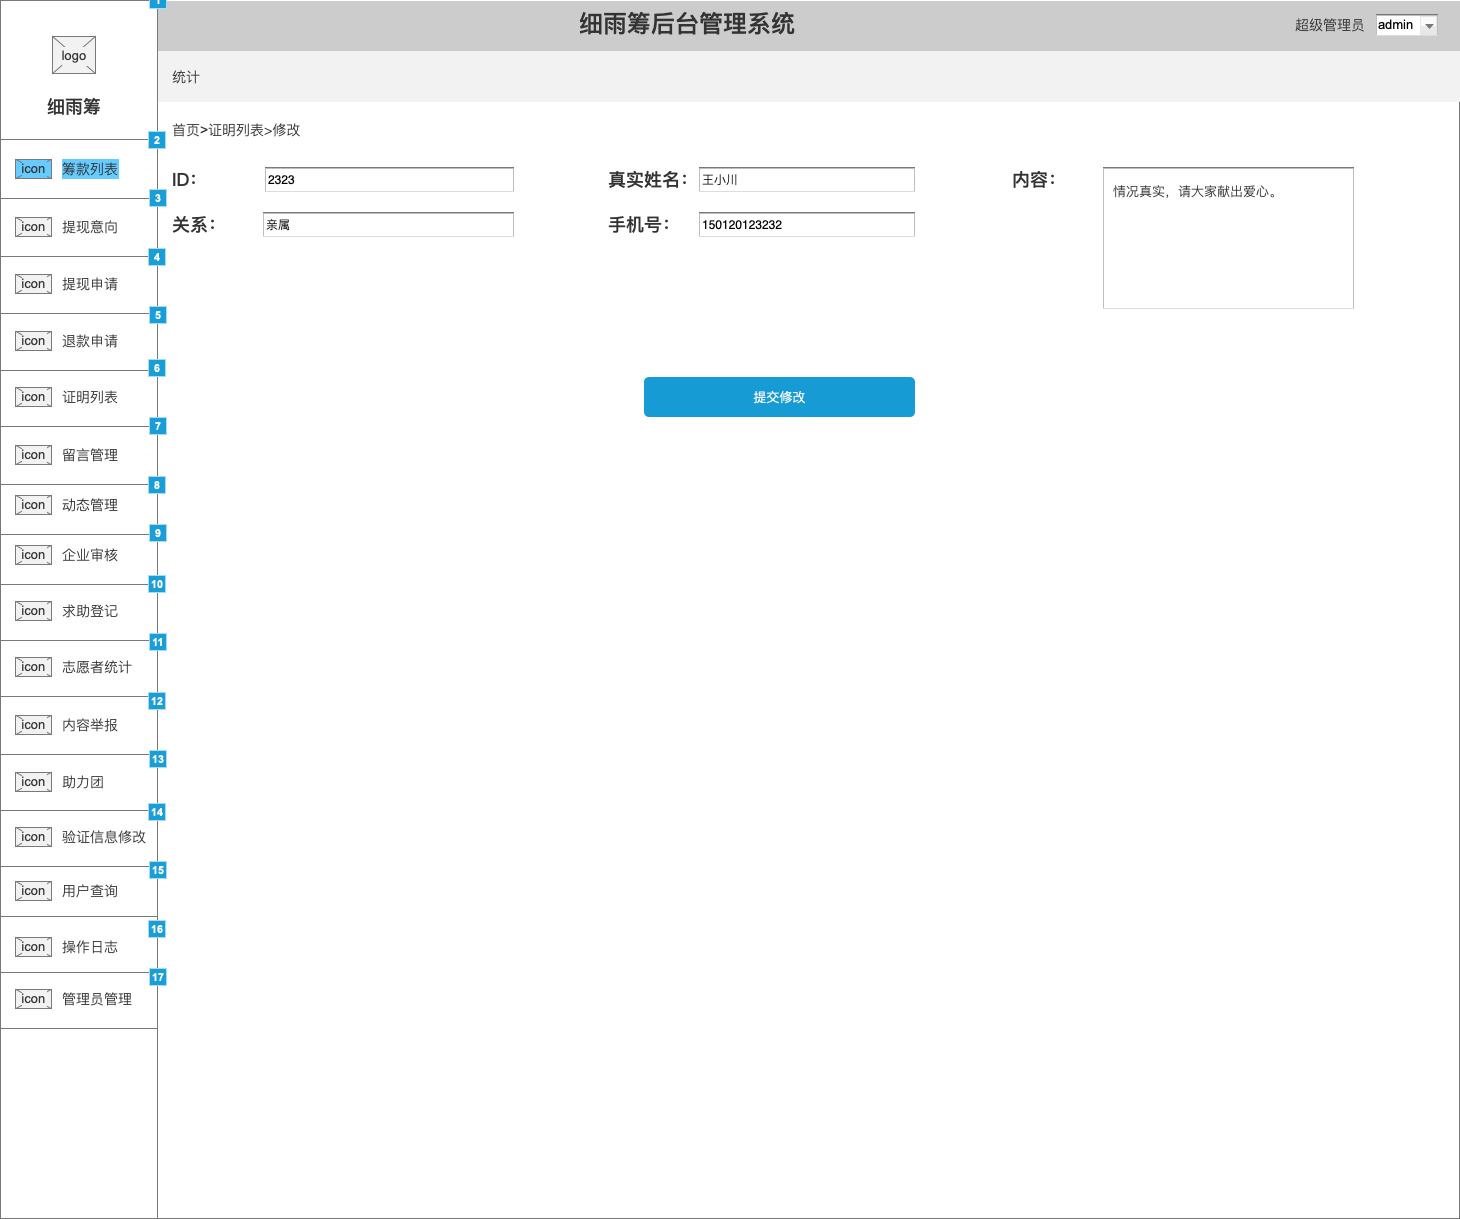 1
细雨筹后台管理系统
超级管理员 admin
logo
细雨筹
统计
首页>证明列表>修改
ID： 2323
真实姓名： 王小川
内容： 情况真实，请大家献出爱心。
关系： 亲属
手机号： 150120123232
提交修改
2
icon 筹款列表
3
icon 提现意向
4
icon 提现申请
5
icon 退款申请
6
icon 证明列表
7
icon 留言管理
8
icon 动态管理
9
icon 企业审核
10
icon 求助登记
11
icon 志愿者统计
12
icon 内容举报
13
icon 助力团
14
icon 验证信息修改
15
icon 用户查询
16
icon 操作日志
17
icon 管理员管理